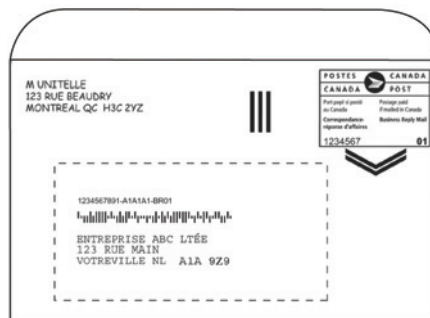 M UNITELLE
123 RUE BEAUDRY
MONTREAL QC H3C 2YZ
POSTES CANADA
CANADA POST
Port payé si posté
au Canada
Postage paid
if mailed in Canada
Correspondance-
réponse d'affaires
Business Reply Mail
1234567 01
1234567891-A1A1A1-BR01
ENTREPRISE ABC LTÉE
123 RUE MAIN
VOTREVILLE NL A1A 9Z9